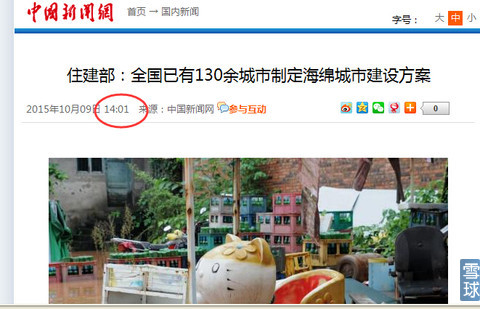 中国新闻网 首页 → 国内新闻
字号： 大 中 小
住建部：全国已有130余城市制定海绵城市建设方案
2015年10月09日 14:01 来源：中国新闻网 参与互动 0
雪球